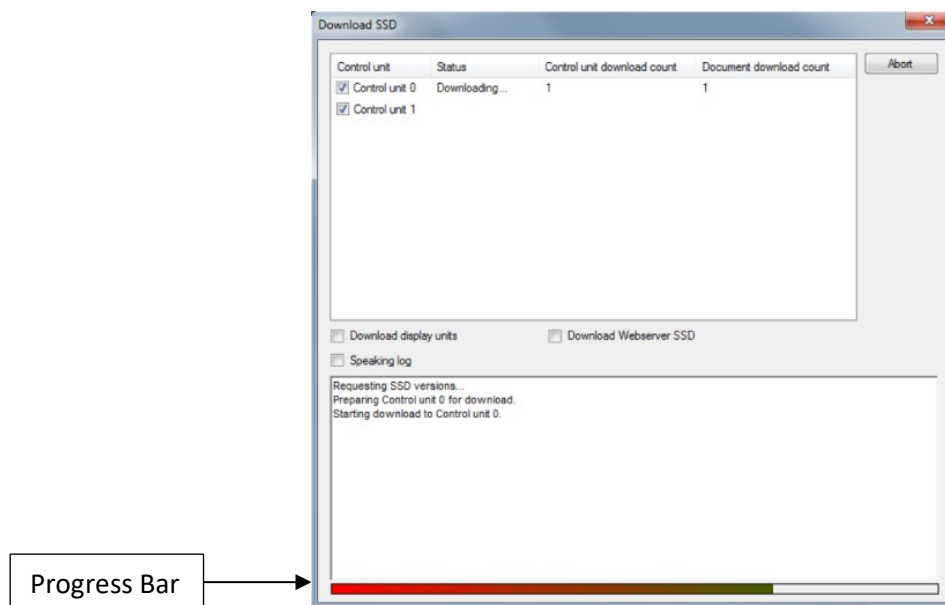 Download SSD
x
Control unit Status Control unit download count Document download count Abort
Control unit 0 Downloading... 1 1
Control unit 1
Download display units Download Webserver SSD
Speaking log
Requesting SSD versions...
Preparing Control unit 0 for download.
Starting download to Control unit 0.
Progress Bar